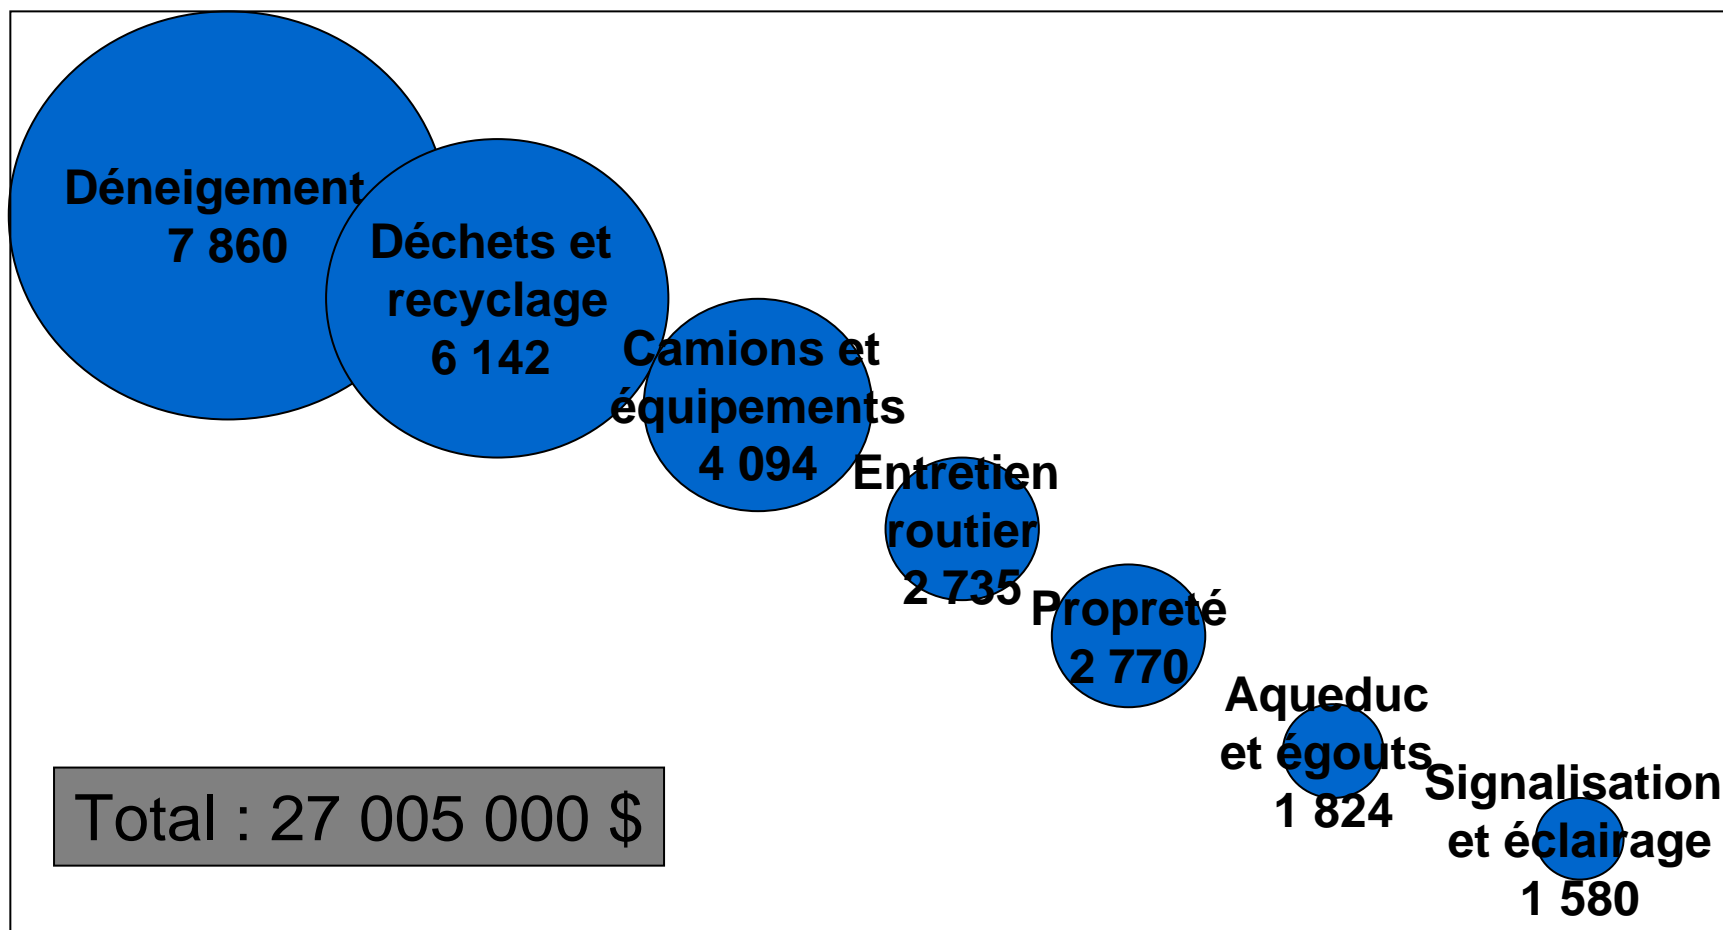 Déneigement
7 860
Déchets et
recyclage
6 142
Camions et
équipements
4 094
Entretien
routier
2 735
Propreté
2 770
Aqueduc
et égouts
1 824
Signalisation
et éclairage
1 580
Total : 27 005 000 $